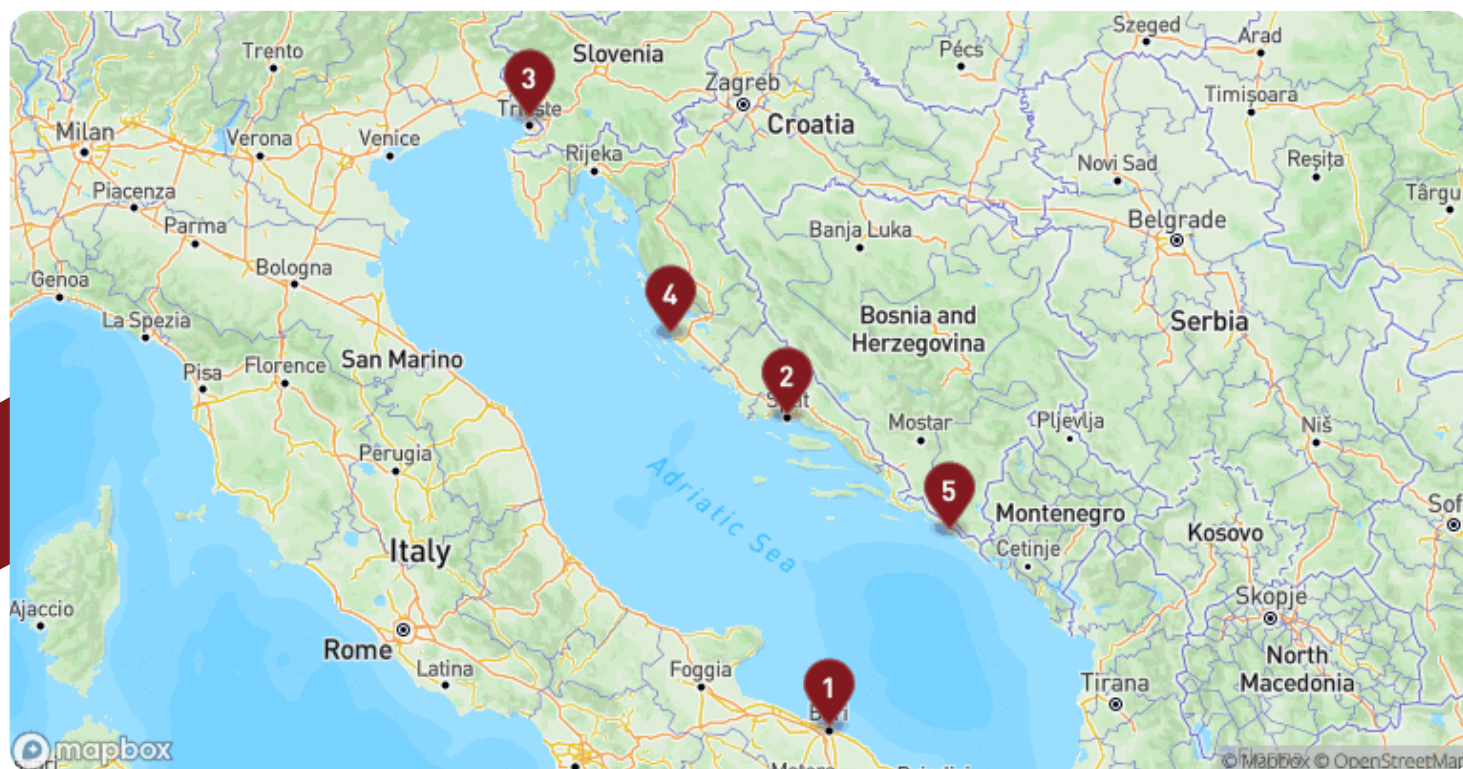 Trento
Slovenia
Pécs
Szeged
Arad
3
Trieste
Zagreb
Timișoara
Milan
Verona
Venice
Croatia
Rijeka
Novi Sad
Reșița
Piacenza
Târgu
Parma
Banja Luka
Belgrade
Genoa
Bologna
4
La Spezia
Bosnia and
Herzegovina
Serbia
San Marino
Pisa
Florence
2
Split
Mostar
Pljevlja
Niš
Perugia
Adriatic Sea
5
Montenegro
Sof
Kosovo
Italy
Cetinje
Ajaccio
Skopje
Rome
Latina
Foggia
North
Macedonia
1
Tirana
Bari
mapbox
© Mapbox © OpenStreetMap